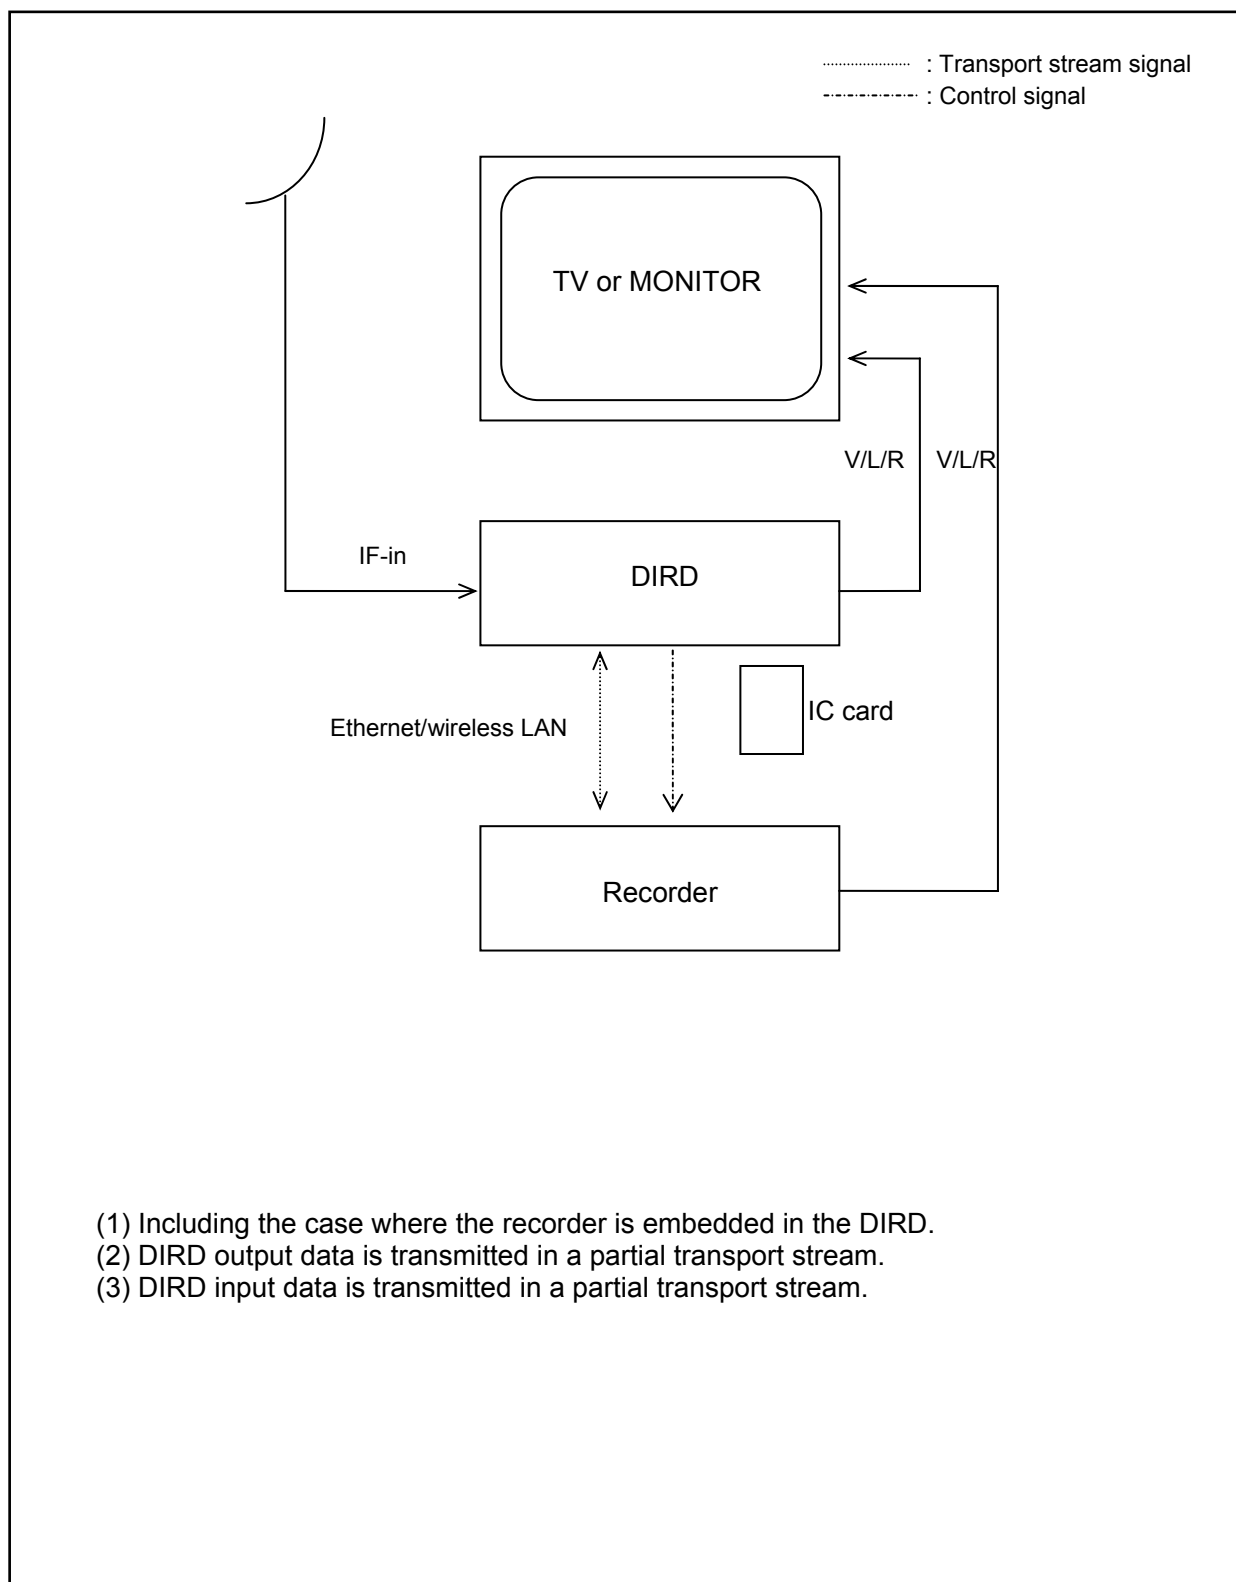 : Transport stream signal
: Control signal
TV or MONITOR
V/L/R V/L/R
IF-in
DIRD
IC card
Ethernet/wireless LAN
Recorder
(1) Including the case where the recorder is embedded in the DIRD.
(2) DIRD output data is transmitted in a partial transport stream.
(3) DIRD input data is transmitted in a partial transport stream.